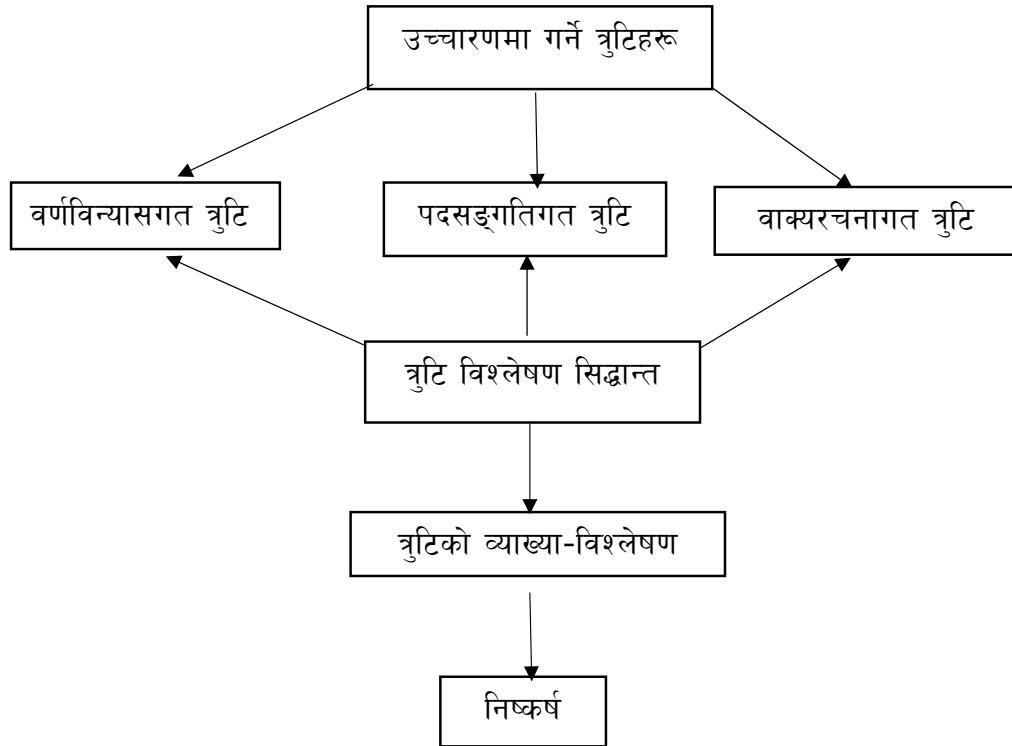 उच्चारणमा गर्ने त्रुटिहरू
वर्णविन्यासगत त्रुटि
पदसङ्गतिगत त्रुटि
वाक्यरचनागत त्रुटि
त्रुटि विश्लेषण सिद्धान्त
त्रुटिको व्याख्या-विश्लेषण
निष्कर्ष